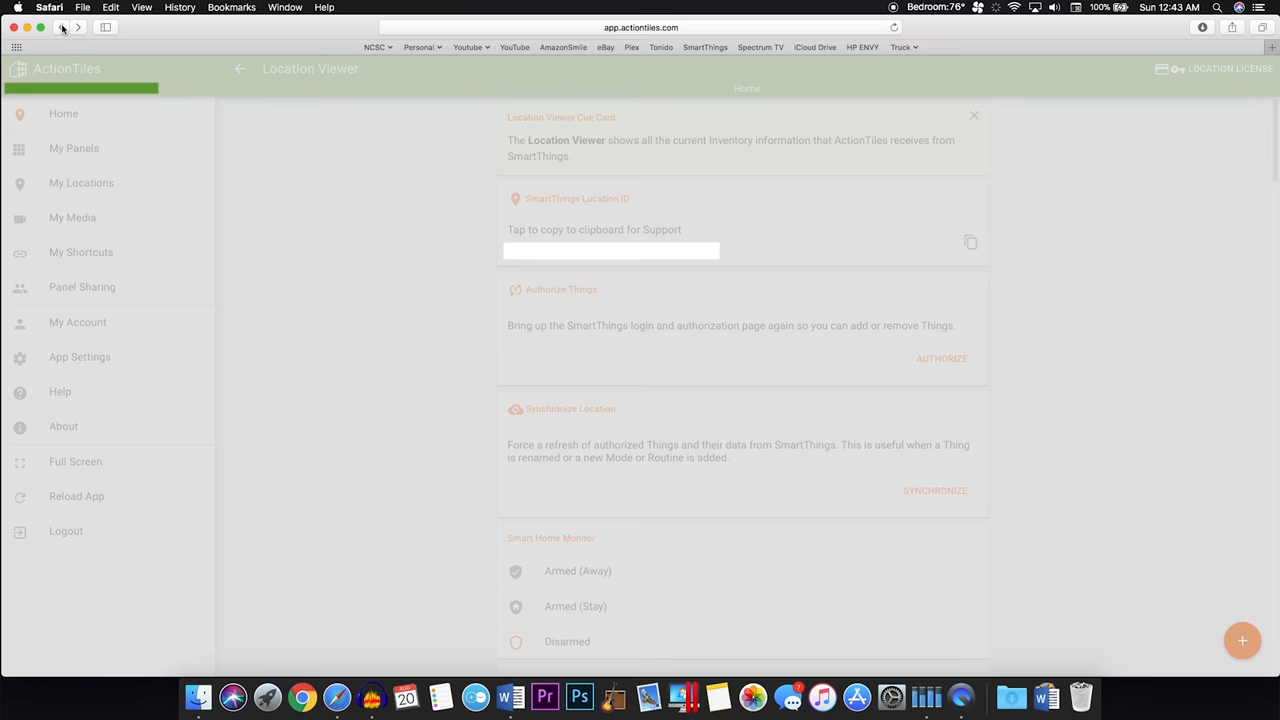 Safari File Edit View History Bookmarks Window Help Bedroom:76° 100% Sun 12:43 AM
app.actiontiles.com
NCSC Personal Youtube YouTube AmazonSmile eBay Plex Tonido SmartThings Spectrum TV iCloud Drive HP ENVY Truck
ActionTiles Location Viewer LOCATION LICENSE
Home
Home
My Panels
My Locations
My Media
My Shortcuts
Panel Sharing
My Account
App Settings
Help
About
Full Screen
Reload App
Logout
Location Viewer Cue Card
The Location Viewer shows all the current Inventory information that ActionTiles receives from
SmartThings.
SmartThings Location ID
Tap to copy to clipboard for Support
Authorize Things
Bring up the SmartThings login and authorization page again so you can add or remove Things.
AUTHORIZE
Synchronize Location
Force a refresh of authorized Things and their data from SmartThings. This is useful when a Thing
is renamed or a new Mode or Routine is added.
SYNCHRONIZE
Smart Home Monitor
Armed (Away)
Armed (Stay)
Disarmed
AUG
20
Pr
Ps
7